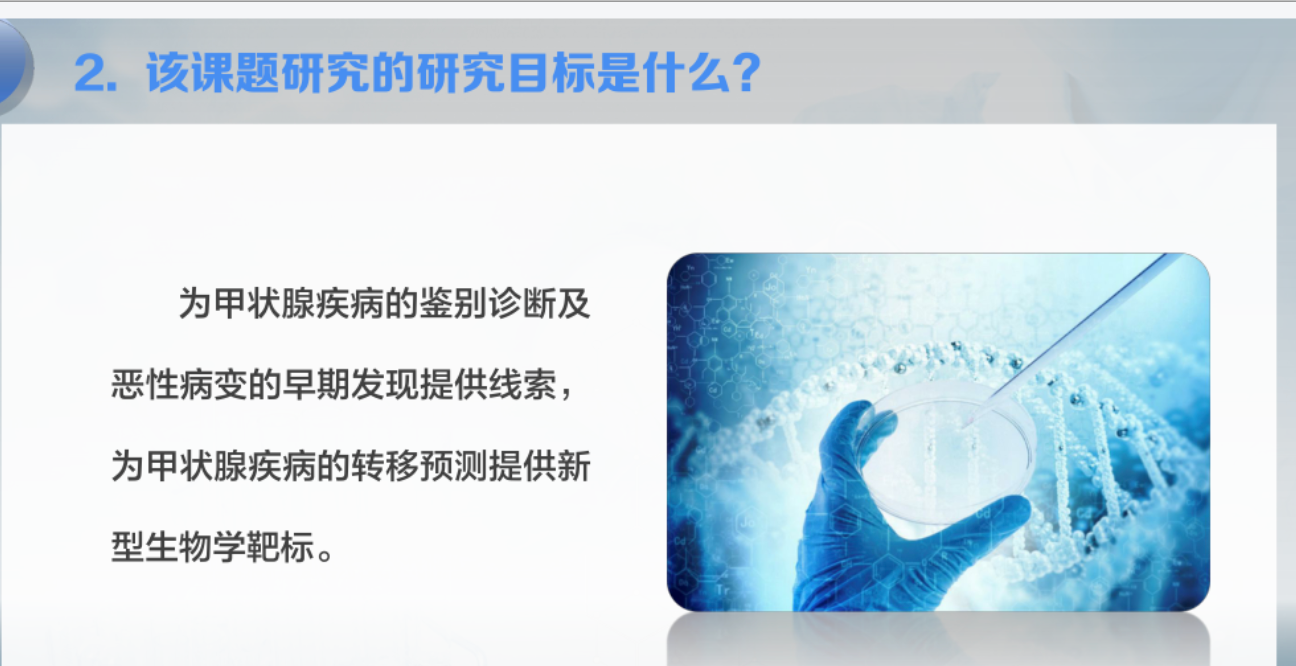 2. 该课题研究的研究目标是什么?
为甲状腺疾病的鉴别诊断及
恶性病变的早期发现提供线索，
为甲状腺疾病的转移预测提供新
型生物学靶标。